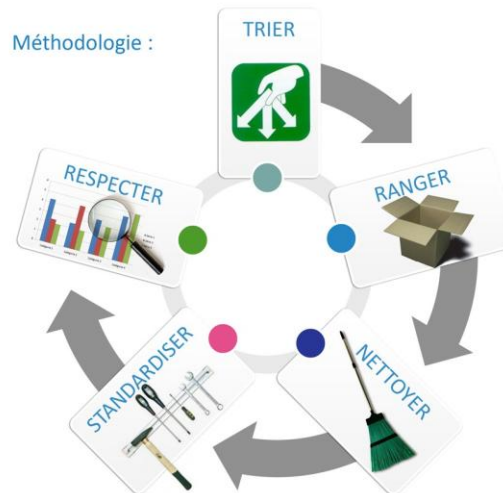 Méthodologie :
TRIER
RANGER
NETTOYER
STANDARDISER
RESPECTER